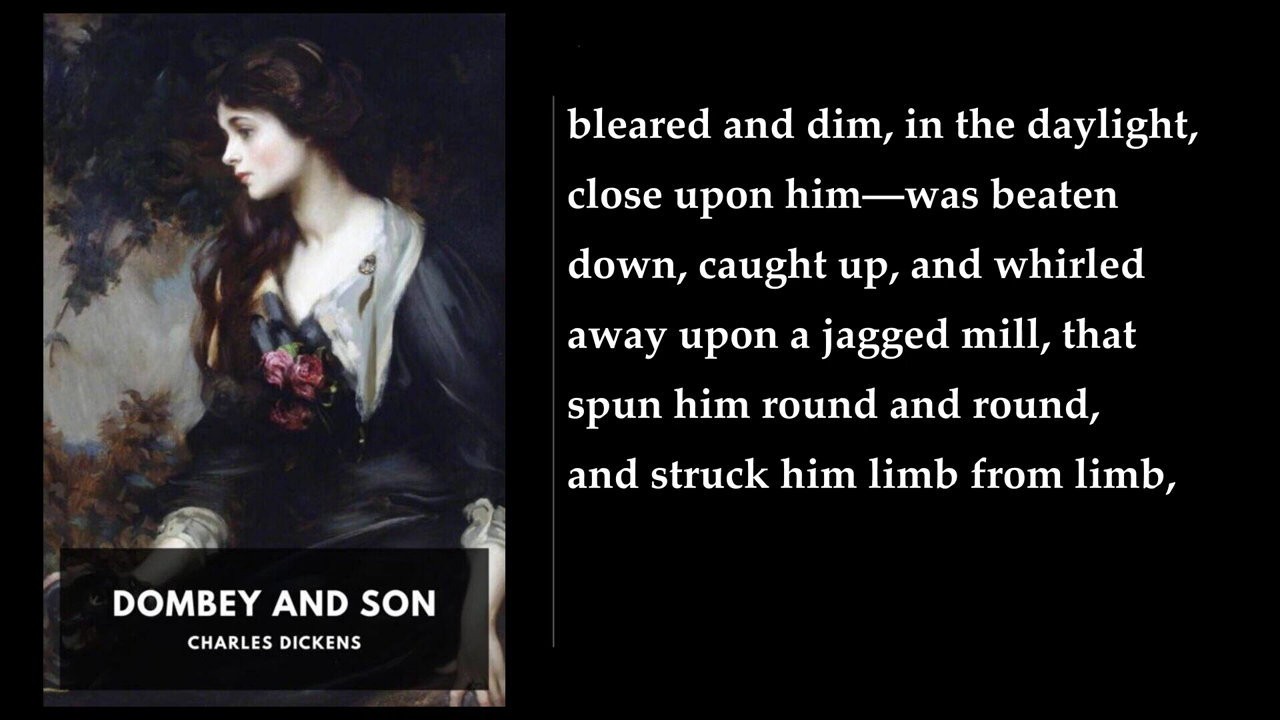 DOMBEY AND SON
CHARLES DICKENS
bleared and dim, in the daylight,
close upon him—was beaten
down, caught up, and whirled
away upon a jagged mill, that
spun him round and round,
and struck him limb from limb,